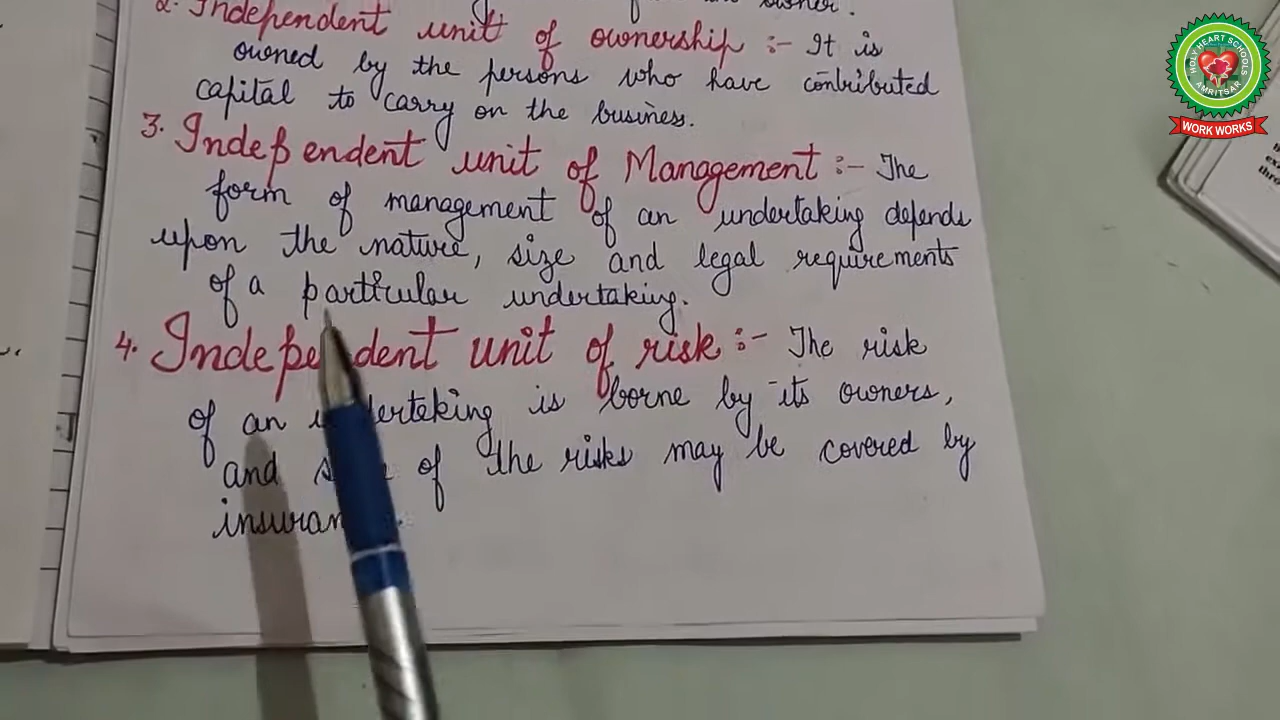 owner.
2. Independent unit of ownership :- It is
owned by the persons who have contributed
capital to carry on the business.
3. Independent unit of Management :- The
form of management of an undertaking depends
upon the nature, size and legal requirements
of a particular undertaking.
4. Independent unit of risk :- The risk
of an is borne by its owners,
and of the risks may be covered by
HOLY HEART SCHOOLS
AMRITSAR
WORK WORKS